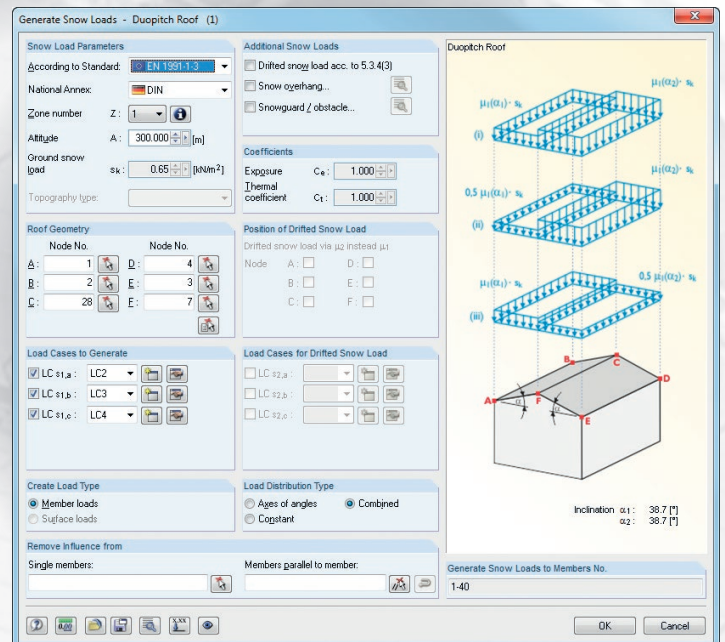 Generate Snow Loads - Duopitch Roof (1)
Snow Load Parameters
According to Standard: EN 1991-1-3
National Annex: DIN
Zone number Z : 1
Altitude A : 300.000 [m]
Ground snow
load sk : 0.65 [kN/m²]
Topography type:
Additional Snow Loads
Drifted snow load acc. to 5.3.4(3)
Snow overhang...
Snowguard / obstacle...
Coefficients
Exposure Ce : 1.000
Thermal
coefficient Ct : 1.000
Roof Geometry
Node No. Node No.
A : 1 D : 4
B : 2 E : 3
C : 28 F : 7
Position of Drifted Snow Load
Drifted snow load via μ2 instead μ1
Node A : D :
B : E :
C : F :
Load Cases to Generate
LC s1,a : LC2
LC s1,b : LC3
LC s1,c : LC4
Load Cases for Drifted Snow Load
LC s2,a :
LC s2,b :
LC s2,c :
Create Load Type
Member loads
Surface loads
Load Distribution Type
Axes of angles Combined
Constant
Remove Influence from
Single members: Members parallel to member:
Duopitch Roof
μ1(α2)· sk
μ1(α1)· sk
(i)
μ1(α2)· sk
0,5 μ1(α1)· sk
(ii)
0,5 μ1(α2)· sk
μ1(α1)· sk
(iii)
B C
D
A F
α α
E
Inclination α1 : 38.7 [°]
α2 : 38.7 [°]
Generate Snow Loads to Members No.
1-40
0.00 X.XX
OK Cancel